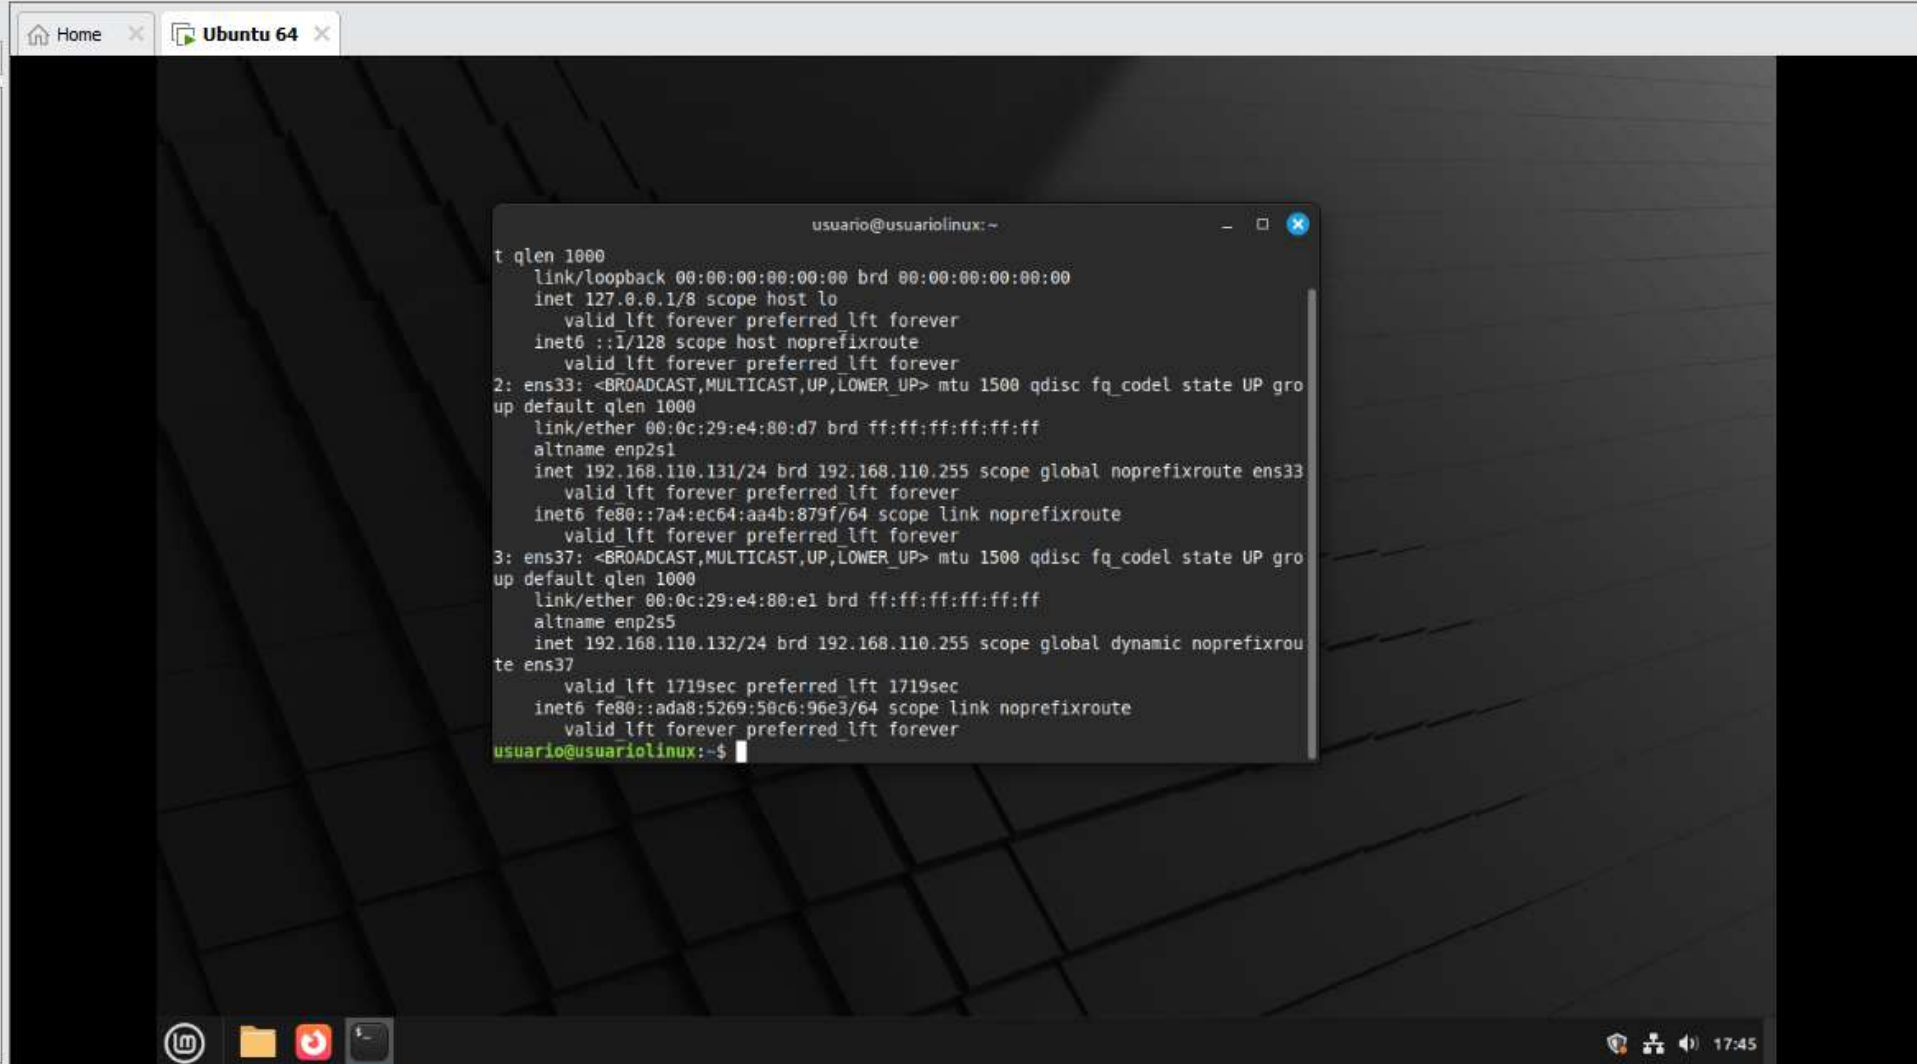 Home
Ubuntu 64
usuario@usuariolinux: ~
t qlen 1000
    link/loopback 00:00:00:00:00:00 brd 00:00:00:00:00:00
    inet 127.0.0.1/8 scope host lo
       valid_lft forever preferred_lft forever
    inet6 ::1/128 scope host noprefixroute
       valid_lft forever preferred_lft forever
2: ens33: <BROADCAST,MULTICAST,UP,LOWER_UP> mtu 1500 qdisc fq_codel state UP gro
up default qlen 1000
    link/ether 00:0c:29:e4:80:d7 brd ff:ff:ff:ff:ff:ff
    altname enp2s1
    inet 192.168.110.131/24 brd 192.168.110.255 scope global noprefixroute ens33
       valid_lft forever preferred_lft forever
    inet6 fe80::7a4:ec64:aa4b:879f/64 scope link noprefixroute
       valid_lft forever preferred_lft forever
3: ens37: <BROADCAST,MULTICAST,UP,LOWER_UP> mtu 1500 qdisc fq_codel state UP gro
up default qlen 1000
    link/ether 00:0c:29:e4:80:e1 brd ff:ff:ff:ff:ff:ff
    altname enp2s5
    inet 192.168.110.132/24 brd 192.168.110.255 scope global dynamic noprefixrou
te ens37
       valid_lft 1719sec preferred_lft 1719sec
    inet6 fe80::ada8:5269:50c6:96e3/64 scope link noprefixroute
       valid_lft forever preferred_lft forever
usuario@usuariolinux:~$
17:45